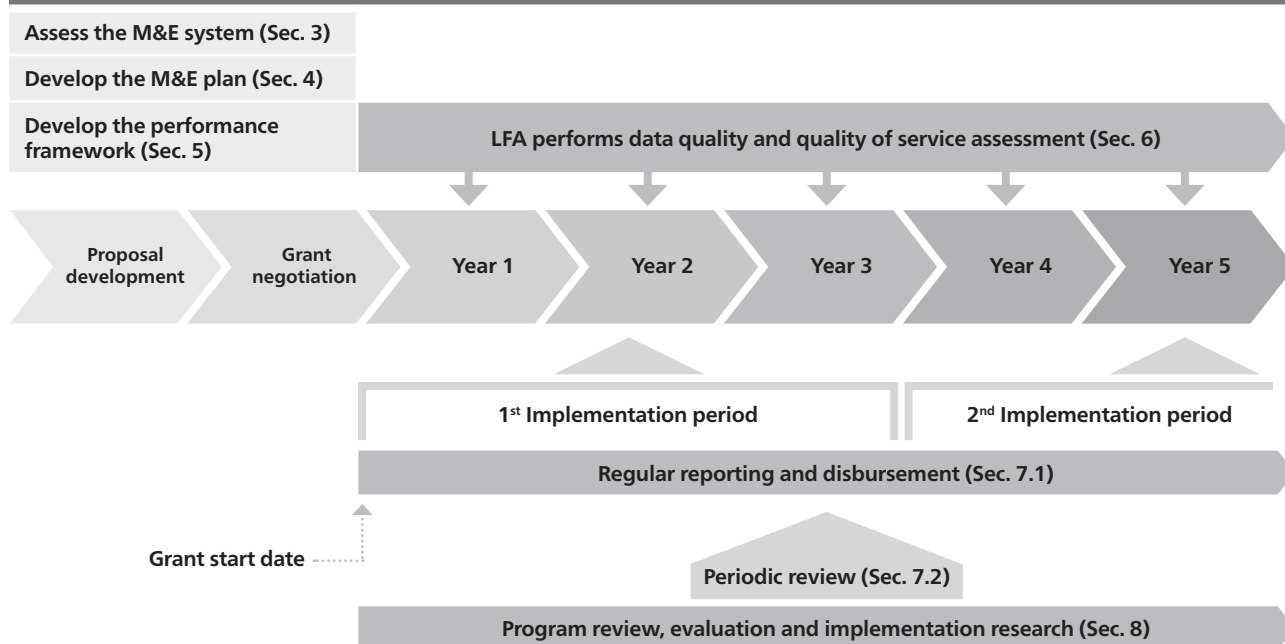 Assess the M&E system (Sec. 3)
Develop the M&E plan (Sec. 4)
Develop the performance
framework (Sec. 5)
LFA performs data quality and quality of service assessment (Sec. 6)
Proposal
development
Grant
negotiation
Year 1
Year 2
Year 3
Year 4
Year 5
1st Implementation period
2nd Implementation period
Regular reporting and disbursement (Sec. 7.1)
Grant start date
Periodic review (Sec. 7.2)
Program review, evaluation and implementation research (Sec. 8)